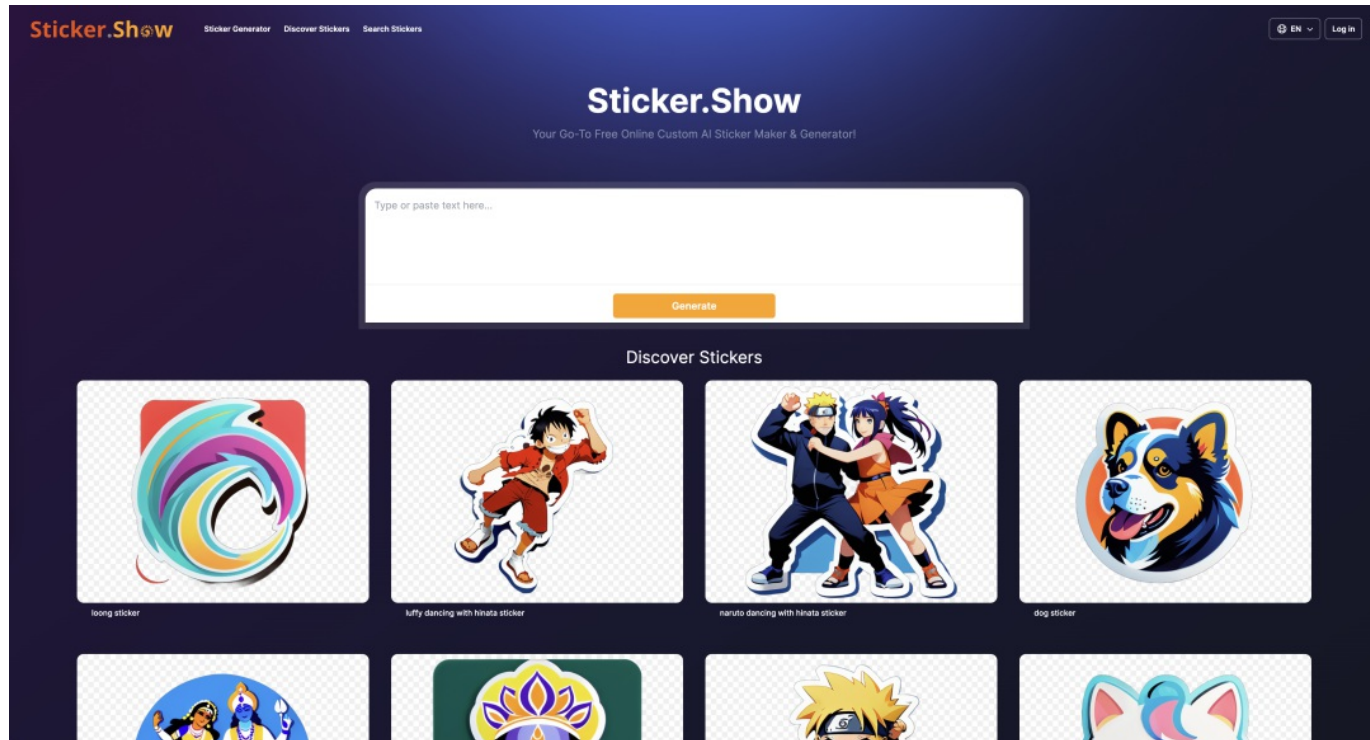 Sticker.Show
Sticker Generator Discover Stickers Search Stickers
EN
Log in
Sticker.Show
Your Go-To Free Online Custom AI Sticker Maker & Generator!
Type or paste text here...
Generate
Discover Stickers
loong sticker
luffy dancing with hinata sticker
naruto dancing with hinata sticker
dog sticker